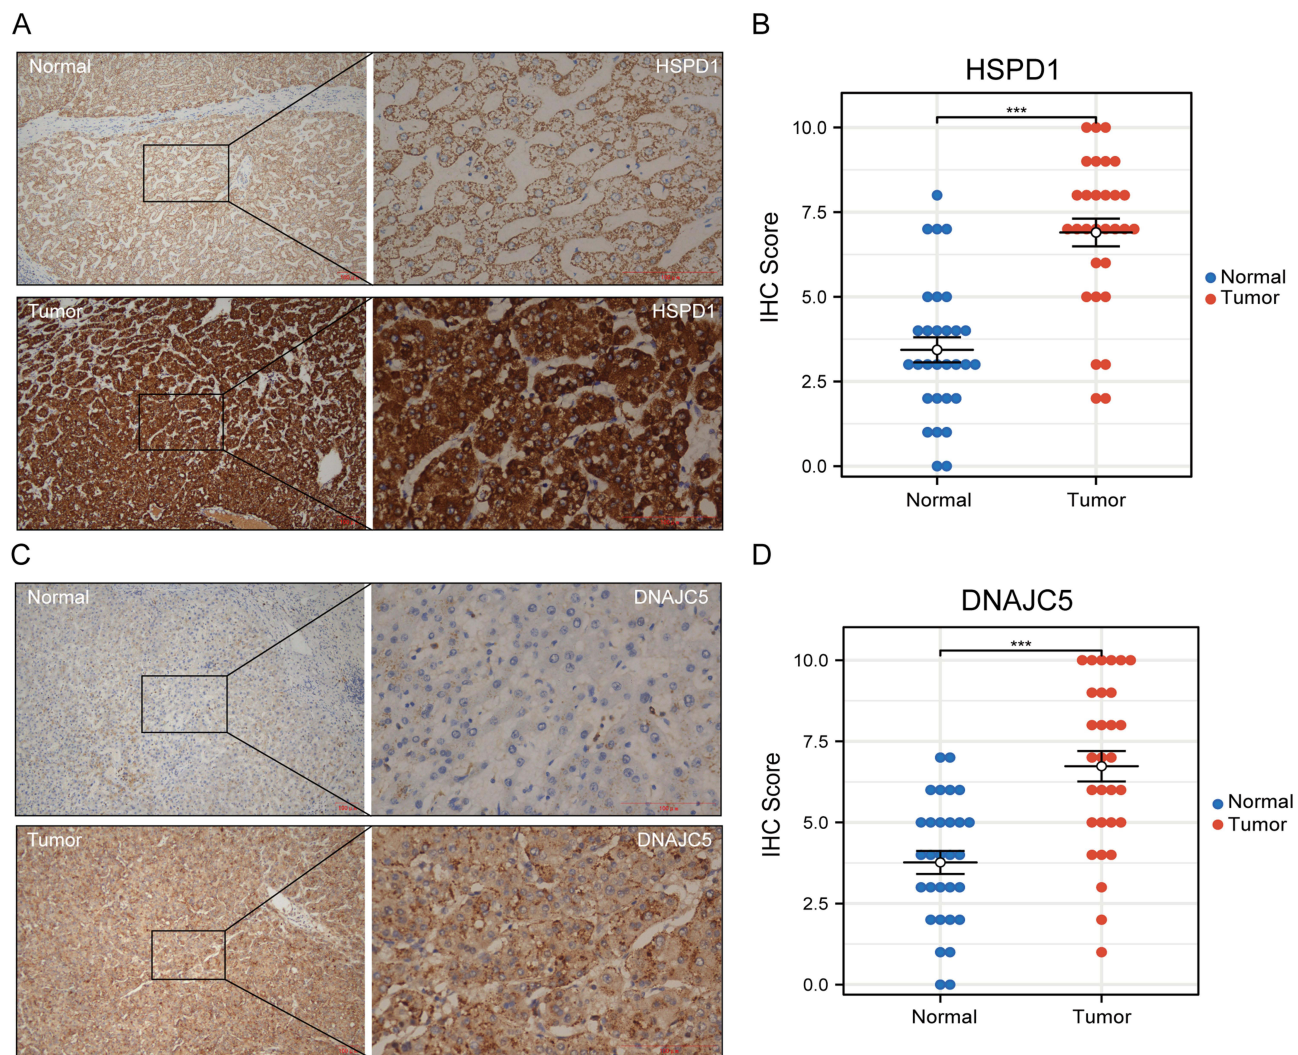 A
Normal
HSPD1
Tumor
HSPD1
B
HSPD1
***
10.0
7.5
5.0
2.5
0.0
IHC Score
Normal
Tumor
Normal
Tumor
C
Normal
DNAJC5
Tumor
DNAJC5
D
DNAJC5
***
10.0
7.5
5.0
2.5
0.0
IHC Score
Normal
Tumor
Normal
Tumor